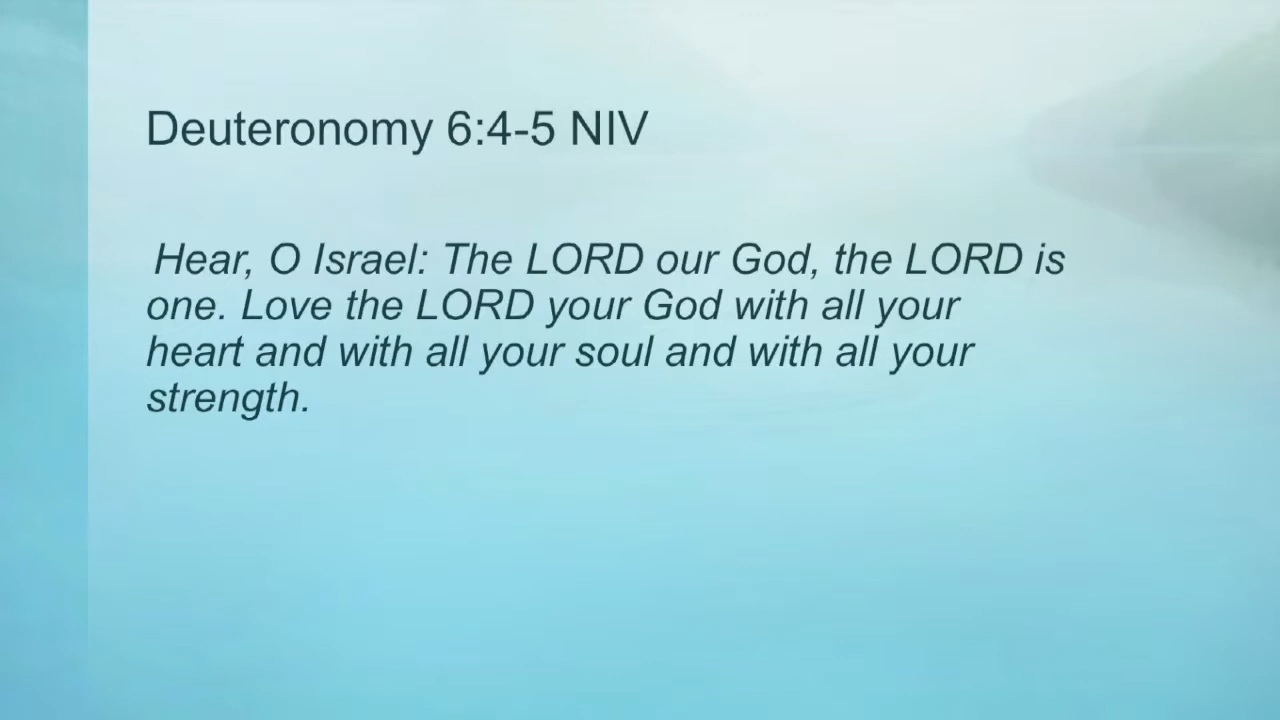 Deuteronomy 6:4-5 NIV
Hear, O Israel: The LORD our God, the LORD is
one. Love the LORD your God with all your
heart and with all your soul and with all your
strength.